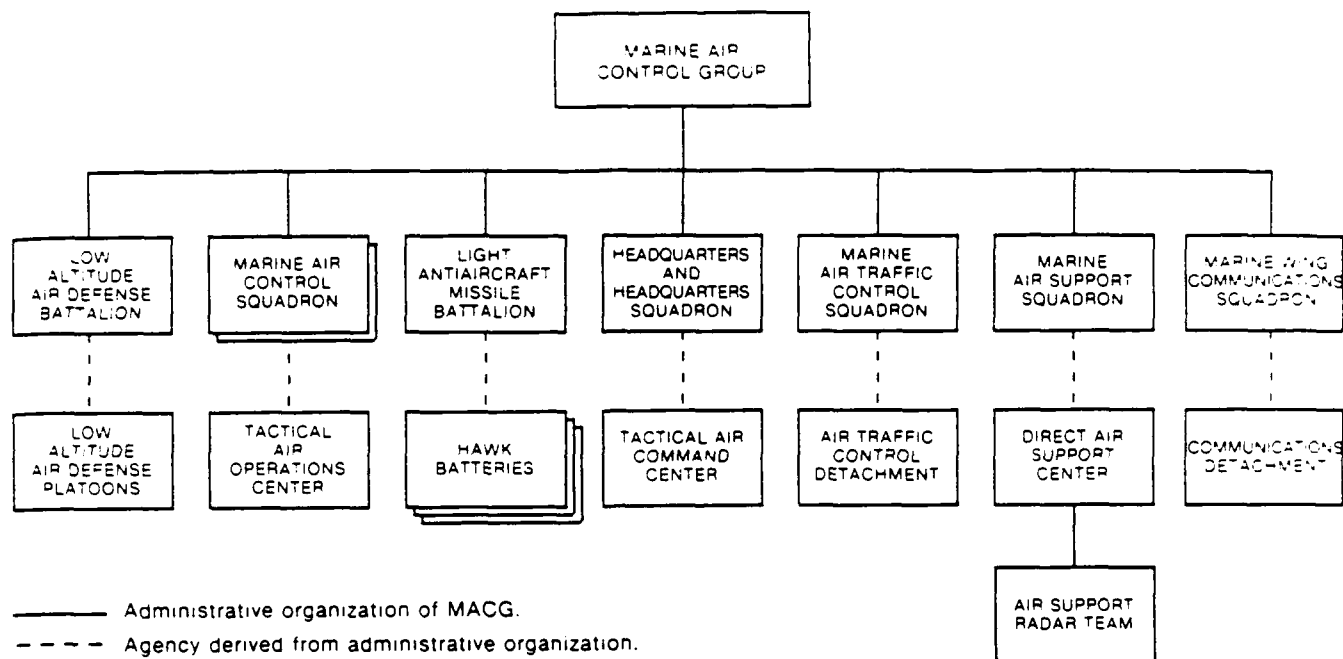 MARINE AIR
CONTROL GROUP
LOW
ALTITUDE
AIR DEFENSE
BATTALION
MARINE AIR
CONTROL
SQUADRON
LIGHT
ANTIAIRCRAFT
MISSILE
BATTALION
HEADQUARTERS
AND
HEADQUARTERS
SQUADRON
MARINE
AIR TRAFFIC
CONTROL
SQUADRON
MARINE
AIR SUPPORT
SQUADRON
MARINE WING
COMMUNICATIONS
SQUADRON
LOW
ALTITUDE
AIR DEFENSE
PLATOONS
TACTICAL
AIR
OPERATIONS
CENTER
HAWK
BATTERIES
TACTICAL AIR
COMMAND
CENTER
AIR TRAFFIC
CONTROL
DETACHMENT
DIRECT AIR
SUPPORT
CENTER
COMMUNICATIONS
DETACHMENT
AIR SUPPORT
RADAR TEAM
Administrative organization of MACG.
Agency derived from administrative organization.